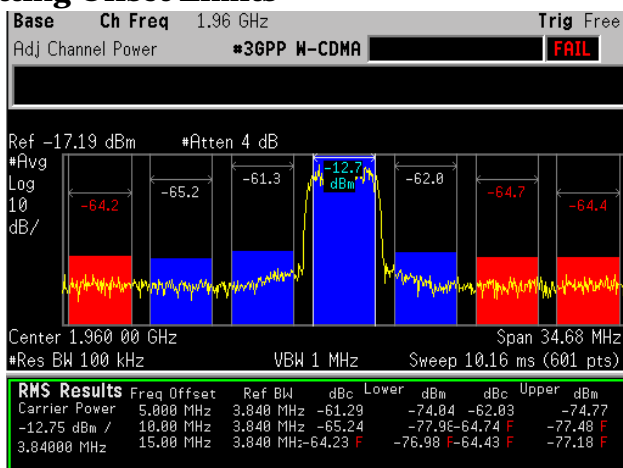 Base Ch Freq 1.96 GHz Trig Free
Adj Channel Power #3GPP W-CDMA FAIL
Ref -17.19 dBm #Atten 4 dB
#Avg
Log
10
dB/
-64.2 -65.2 -61.3 -12.7 dBm -62.0 -64.7 -64.4
Center 1.960 00 GHz Span 34.68 MHz
#Res BW 100 kHz VBW 1 MHz Sweep 10.16 ms (601 pts)
RMS Results Freq Offset Ref BW dBc Lower dBm dBc Upper dBm
Carrier Power 5.000 MHz 3.840 MHz -61.29 -74.04 -62.03 -74.77
-12.75 dBm / 10.00 MHz 3.840 MHz -65.24 -77.98 -64.74 F -77.48 F
3.84000 MHz 15.00 MHz 3.840 MHz -64.23 F -76.98 F -64.43 F -77.18 F